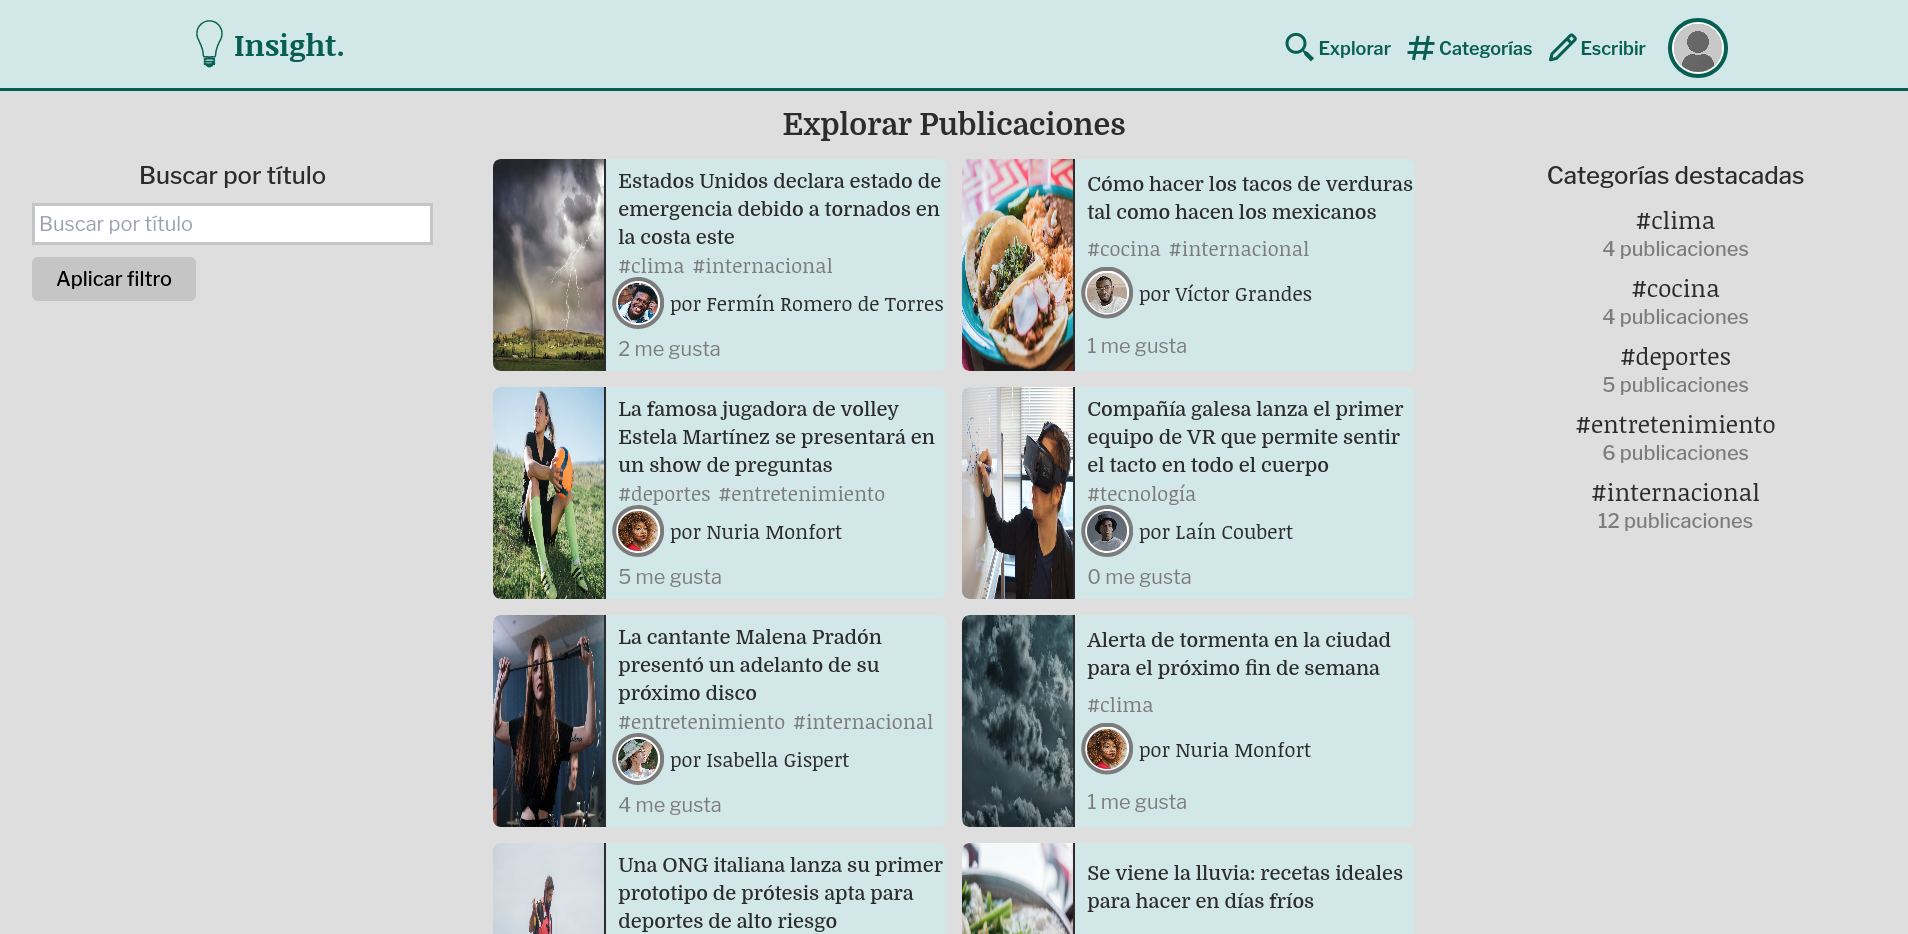 Insight.
Explorar
Categorías
Escribir
Explorar Publicaciones
Buscar por título
Buscar por título
Aplicar filtro
Estados Unidos declara estado de
emergencia debido a tornados en
la costa este
#clima #internacional
por Fermín Romero de Torres
2 me gusta
Cómo hacer los tacos de verduras
tal como hacen los mexicanos
#cocina #internacional
por Víctor Grandes
1 me gusta
La famosa jugadora de volley
Estela Martínez se presentará en
un show de preguntas
#deportes #entretenimiento
por Nuria Monfort
5 me gusta
Compañía galesa lanza el primer
equipo de VR que permite sentir
el tacto en todo el cuerpo
#tecnología
por Laín Coubert
0 me gusta
La cantante Malena Pradón
presentó un adelanto de su
próximo disco
#entretenimiento #internacional
por Isabella Gispert
4 me gusta
Alerta de tormenta en la ciudad
para el próximo fin de semana
#clima
por Nuria Monfort
1 me gusta
Una ONG italiana lanza su primer
prototipo de prótesis apta para
deportes de alto riesgo
Se viene la lluvia: recetas ideales
para hacer en días fríos
Categorías destacadas
#clima
4 publicaciones
#cocina
4 publicaciones
#deportes
5 publicaciones
#entretenimiento
6 publicaciones
#internacional
12 publicaciones